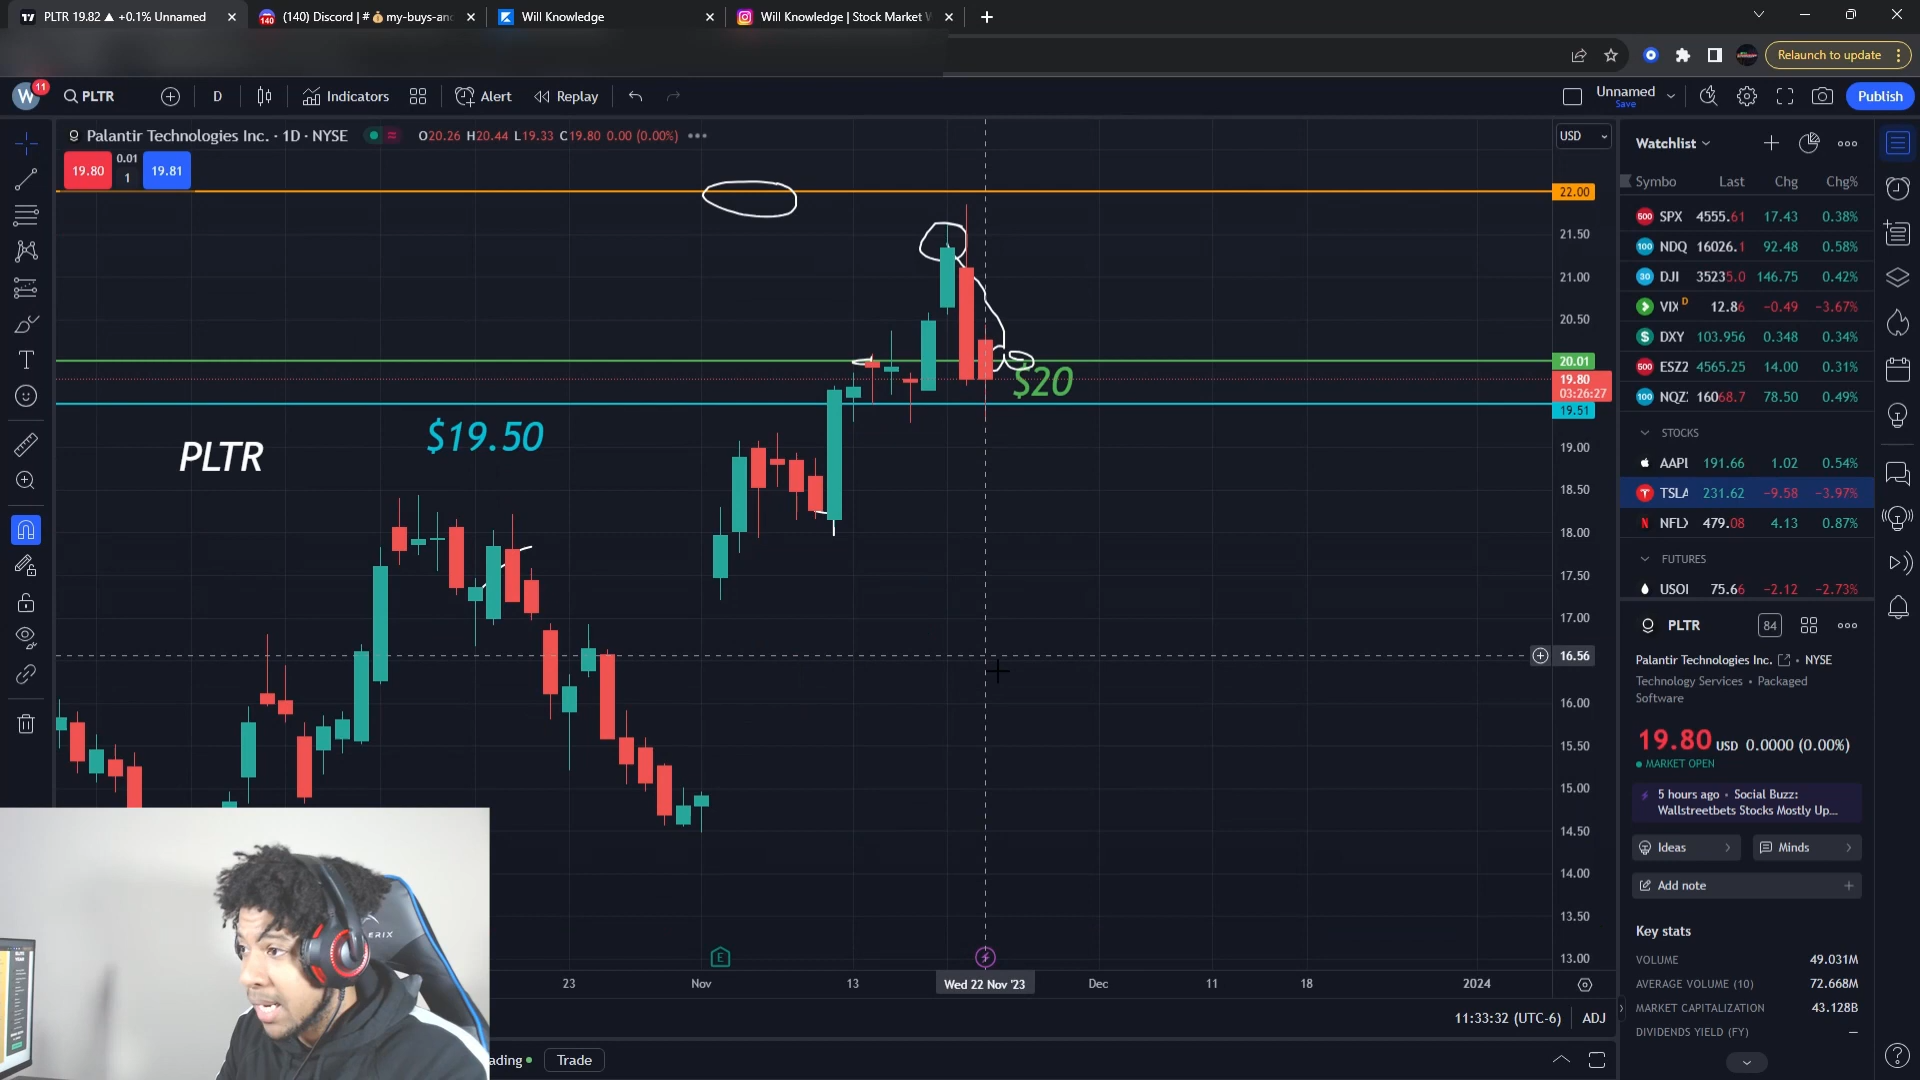 PLTR 19.82 ▲ +0.1% Unnamed
(140) Discord | # 💰my-buys-an
Will Knowledge
Will Knowledge | Stock Market
Relaunch to update
W 11
PLTR
D
Indicators
Alert
Replay
Unnamed
Save
Publish
Palantir Technologies Inc. · 1D · NYSE
O20.26 H20.44 L19.33 C19.80 0.00 (0.00%)
USD
19.80
0.01
1
19.81
22.00
21.50
21.00
20.50
20.01
19.80
03:26:27
19.51
19.00
18.50
18.00
17.50
17.00
16.56
16.00
15.50
15.00
14.50
14.00
13.50
13.00
$20
$19.50
PLTR
E
23
Nov
13
Wed 22 Nov '23
Dec
11
18
2024
11:33:32 (UTC-6)
ADJ
ading
Trade
ERIX
Watchlist
Symbo Last Chg Chg%
500 SPX 4555.61 17.43 0.38%
100 NDQ 16026.1 92.48 0.58%
30 DJI 35235.0 146.75 0.42%
VIX D 12.86 −0.49 −3.67%
$ DXY 103.956 0.348 0.34%
500 ESZ2 4565.25 14.00 0.31%
100 NQZ 16068.7 78.50 0.49%
STOCKS
AAPL 191.66 1.02 0.54%
TSLA 231.62 −9.58 −3.97%
NFLX 479.08 4.13 0.87%
FUTURES
USOI 75.66 −2.12 −2.73%
PLTR
84
Palantir Technologies Inc. • NYSE
Technology Services • Packaged
Software
19.80 USD 0.0000 (0.00%)
MARKET OPEN
5 hours ago • Social Buzz:
Wallstreetbets Stocks Mostly Up...
Ideas
Minds
Add note
Key stats
VOLUME 49.031M
AVERAGE VOLUME (10) 72.668M
MARKET CAPITALIZATION 43.128B
DIVIDENDS YIELD (FY) —